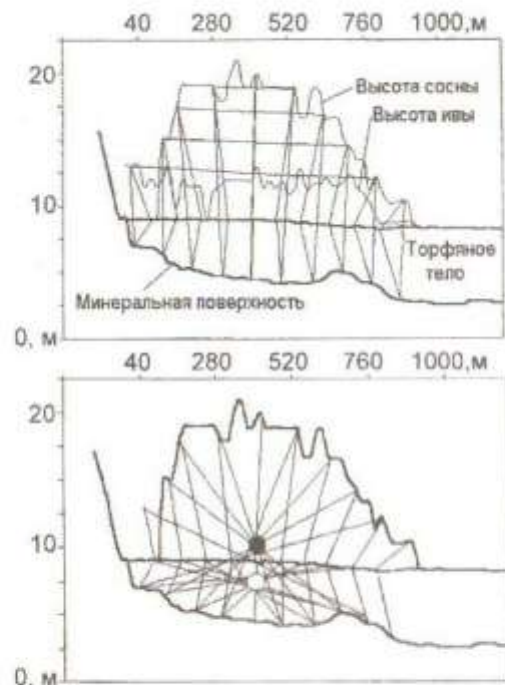 40 280 520 760 1000,м
20
Высота сосны
Высота ивы
10
Торфяное
тело
Минеральная поверхность
0, м
40 280 520 760 1000,м
20
10
0, м